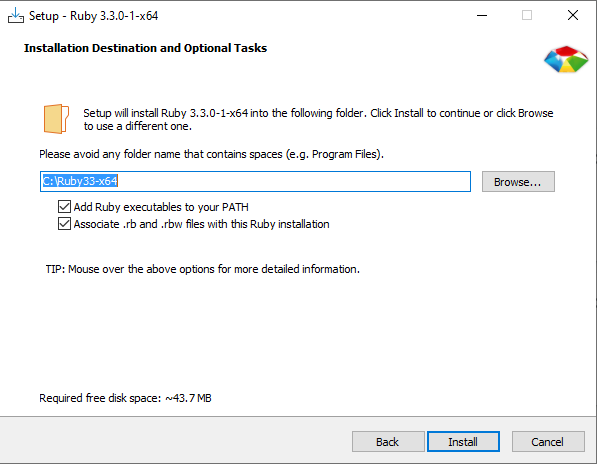 Setup - Ruby 3.3.0-1-x64
Installation Destination and Optional Tasks
Setup will install Ruby 3.3.0-1-x64 into the following folder. Click Install to continue or click Browse
to use a different one.
Please avoid any folder name that contains spaces (e.g. Program Files).
C:\Ruby33-x64
Browse...
Add Ruby executables to your PATH
Associate .rb and .rbw files with this Ruby installation
TIP: Mouse over the above options for more detailed information.
Required free disk space: ~43.7 MB
Back Install Cancel